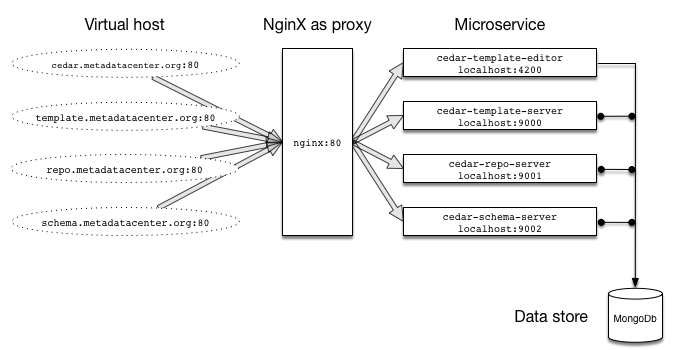 Virtual host
NginX as proxy
Microservice
cedar.metadatacenter.org:80
template.metadatacenter.org:80
repo.metadatacenter.org:80
schema.metadatacenter.org:80
nginx:80
cedar-template-editor
localhost:4200
cedar-template-server
localhost:9000
cedar-repo-server
localhost:9001
cedar-schema-server
localhost:9002
Data store
MongoDb